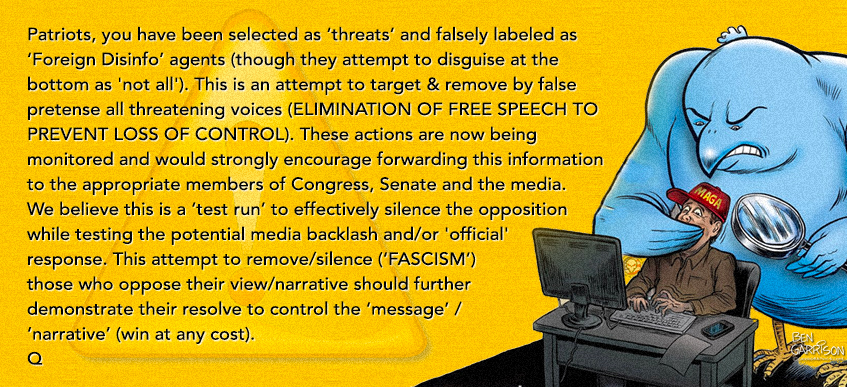 Patriots, you have been selected as ‘threats’ and falsely labeled as
‘Foreign Disinfo’ agents (though they attempt to disguise at the
bottom as 'not all'). This is an attempt to target & remove by false
pretense all threatening voices (ELIMINATION OF FREE SPEECH TO
PREVENT LOSS OF CONTROL). These actions are now being
monitored and would strongly encourage forwarding this information
to the appropriate members of Congress, Senate and the media.
We believe this is a ‘test run’ to effectively silence the opposition
while testing the potential media backlash and/or 'official'
response. This attempt to remove/silence (‘FASCISM’)
those who oppose their view/narrative should further
demonstrate their resolve to control the ‘message’ /
‘narrative’ (win at any cost).
Q
MAGA
BEN
GARRISON